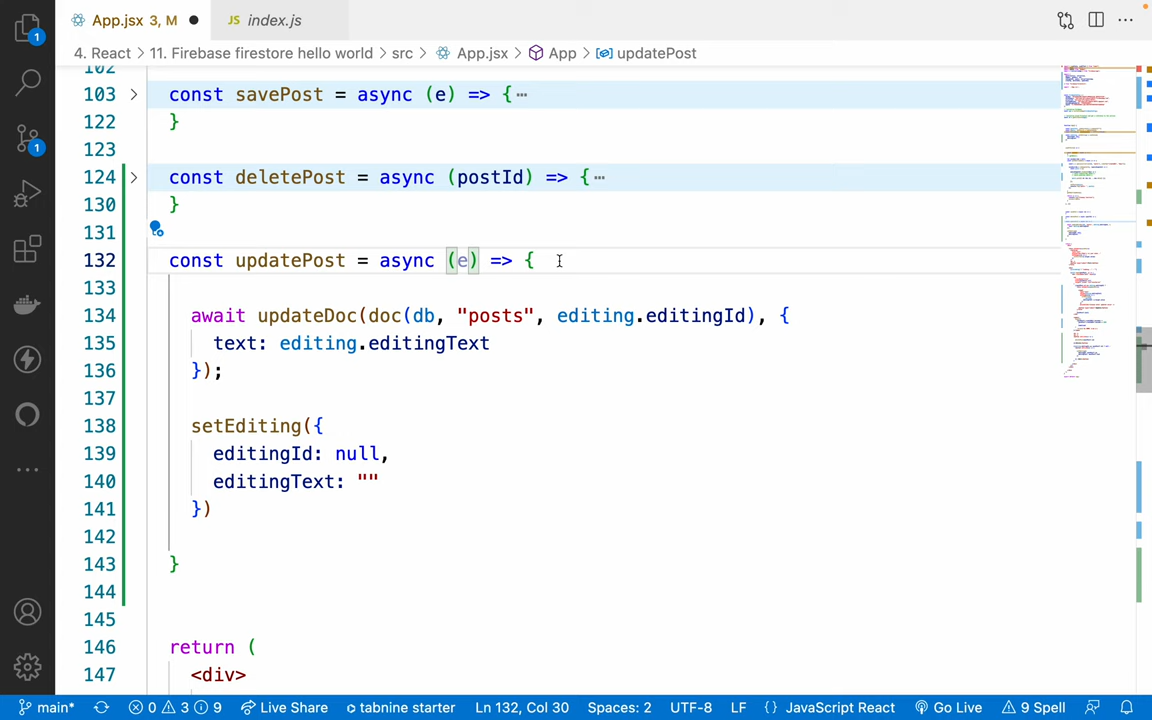 App.jsx 3, M ● JS index.js
4. React > 11. Firebase firestore hello world > src > App.jsx > App > updatePost
102
103 const savePost = async (e) => {…
122 }
123
124 const deletePost = async (postId) => {…
130 }
131
132 const updatePost = async (e) => {
133
134 await updateDoc(doc(db, "posts", editing.editingId), {
135 text: editing.editingText
136 });
137
138 setEditing({
139 editingId: null,
140 editingText: ""
141 })
142
143 }
144
145
146 return (
147 <div>
1
1
main* 0 3 9 Live Share tabnine starter Ln 132, Col 30 Spaces: 2 UTF-8 LF {} JavaScript React Go Live 9 Spell